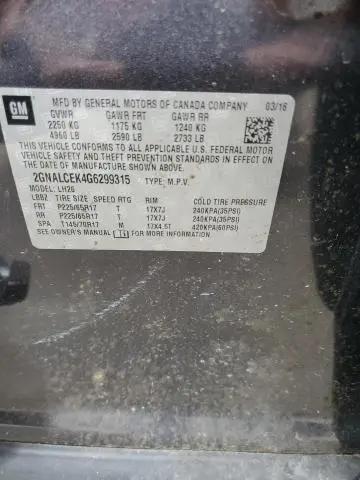 GM
MFD BY GENERAL MOTORS OF CANADA COMPANY 03/16
GVWR GAWR FRT GAWR RR
2250 KG 1175 KG 1240 KG
4960 LB 2590 LB 2733 LB
THIS VEHICLE CONFORMS TO ALL APPLICABLE U.S. FEDERAL MOTOR
VEHICLE SAFETY, BUMPER, AND THEFT PREVENTION STANDARDS IN
EFFECT ON THE DATE OF MANUFACTURE SHOWN ABOVE.
2GNALCEK4G6299315 TYPE: M.P.V.
MODEL: LH26
TIRE SIZE SPEED RTG RIM COLD TIRE PRESSURE
FRT P225/65R17 T 17X7J 240KPA(35PSI)
RR P225/65R17 T 17X7J 240KPA(35PSI)
SPA T145/70R17 M 17X4.5T 420KPA(60PSI)
SEE OWNER'S MANUAL FOR ADDITIONAL INFORMATION.